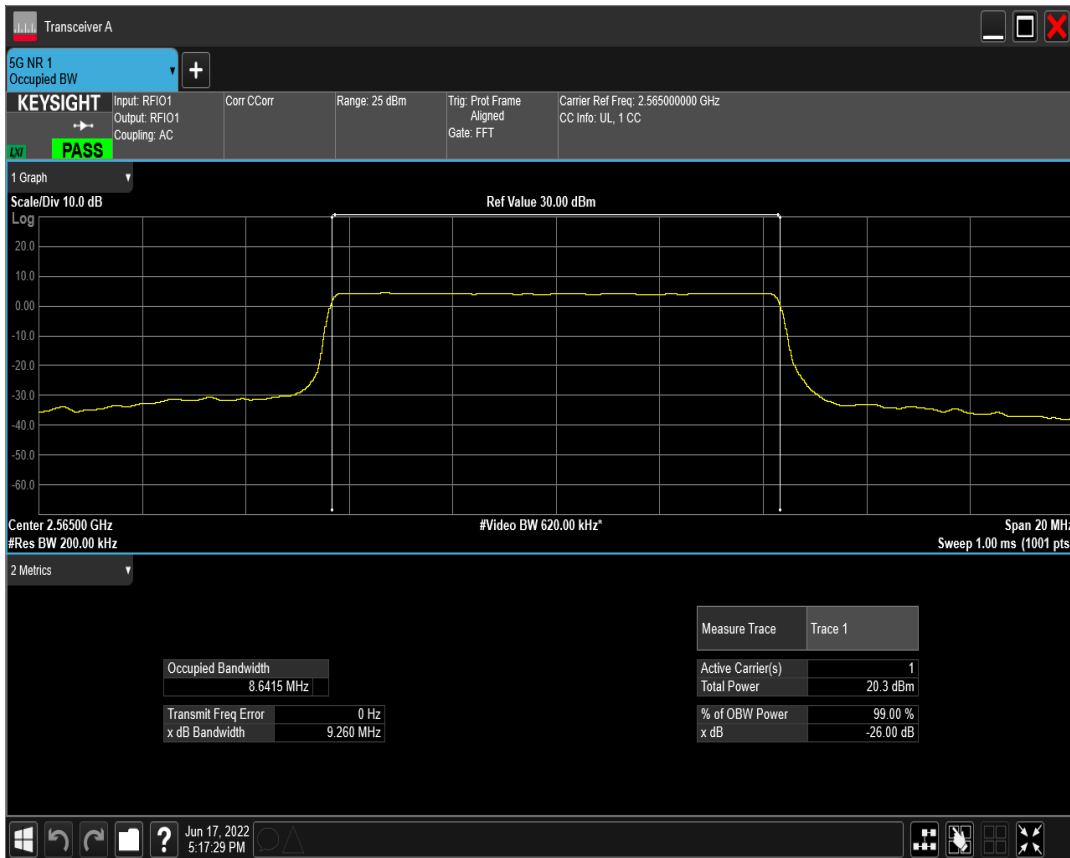 Transceiver A
5G NR 1
Occupied BW
+
KEYSIGHT
LXI
PASS
Input: RFIO1
Output: RFIO1
Coupling: AC
Corr CCorr
Range: 25 dBm
Trig: Prot Frame
Aligned
Gate: FFT
Carrier Ref Freq: 2.565000000 GHz
CC Info: UL, 1 CC
1 Graph
Scale/Div 10.0 dB
Ref Value 30.00 dBm
Log
20.0
10.0
0.00
-10.0
-20.0
-30.0
-40.0
-50.0
-60.0
Center 2.56500 GHz
#Video BW 620.00 kHz*
Span 20 MHz
#Res BW 200.00 kHz
Sweep 1.00 ms (1001 pts
2 Metrics
Measure Trace Trace 1
Occupied Bandwidth
8.6415 MHz
Active Carrier(s) 1
Total Power 20.3 dBm
Transmit Freq Error 0 Hz
x dB Bandwidth 9.260 MHz
% of OBW Power 99.00 %
x dB -26.00 dB
?
Jun 17, 2022
5:17:29 PM